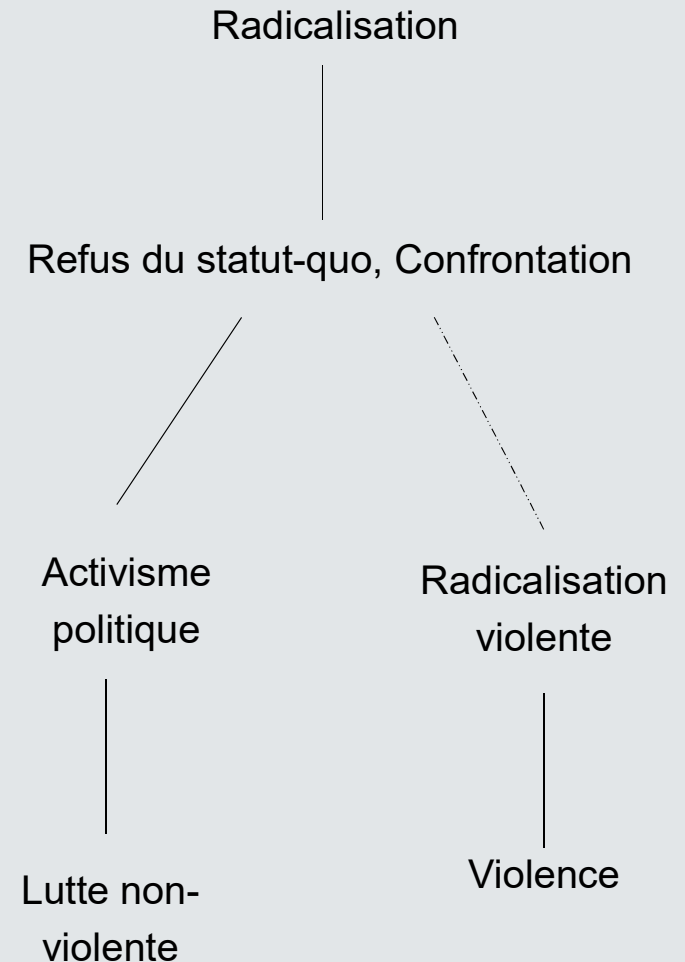 Radicalisation
Refus du statut-quo, Confrontation
Activisme
politique
Radicalisation
violente
Lutte non-
violente
Violence